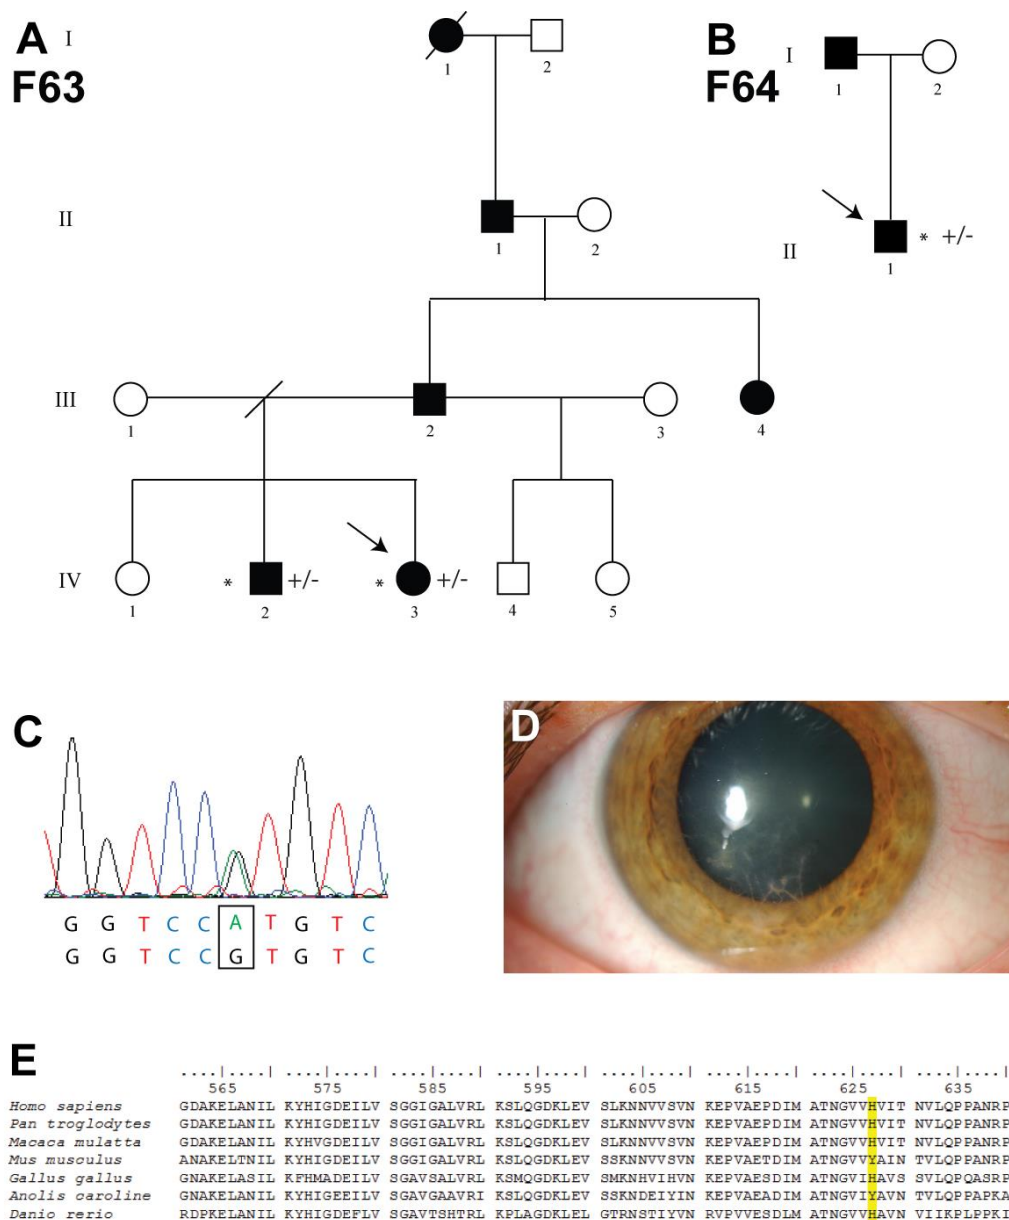 A I
F63
1 2
B
F64 I
1 2
II
1 2
* +/-
II
1
III
1 2 3 4
IV * +/- * +/-
1 2 3 4 5
C
G G T C C A T G T C
G G T C C G T G T C
D
E
....|....| ....|....| ....|....| ....|....| ....|....| ....|....| ....|....| ....|....|
565 575 585 595 605 615 625 635
Homo sapiens GDAKELANIL KYHIGDEILV SGGIGALVRL KSLQGDKLEV SLKNNVVSVN KEPVAEPDIM ATNGVVHVIT NVLQPPANRP
Pan troglodytes GDAKELANIL KYHIGDEILV SGGIGALVRL KSLQGDKLEV SLKNNVVSVN KEPVAEPDIM ATNGVVHVIT NVLQPPANRP
Macaca mulatta GDAKELANIL KYHVGDEILV SGGIGALVRL KSLQGDKLEV SLKNNVVSVN KEPVAEPDIM ATNGVVHVIT NVLQPPANRP
Mus musculus ANAKELTNIL KYHIGDEILV SGGIGALVRL KSLQGDKLEV SSKNNVVSVN KEPVAETDIM ATNGVVYAIN TVLQPPANRP
Gallus gallus GNAKELASIL KFHMADEILV SGAVSALVRL KSMQGDKLEV SMKNHVIHVN KEPVAESDIM ATNGVIHAVS SVLQPQASRP
Anolis caroline GNAKELANIL KYHIGEEILV SGAVGAAVRI KSLQGDKLEV SSKNDEIYIN KEPVAEADIM ATNGVIYAVN TVLQPPAPKA
Danio rerio RDPKELANIL KYHIGDEFLV SGAVTSHTRL KPLAGDKLEL GTRNSTIYVN RVPVVESDLM ATNGVVHAVN VIIKPLPPKI